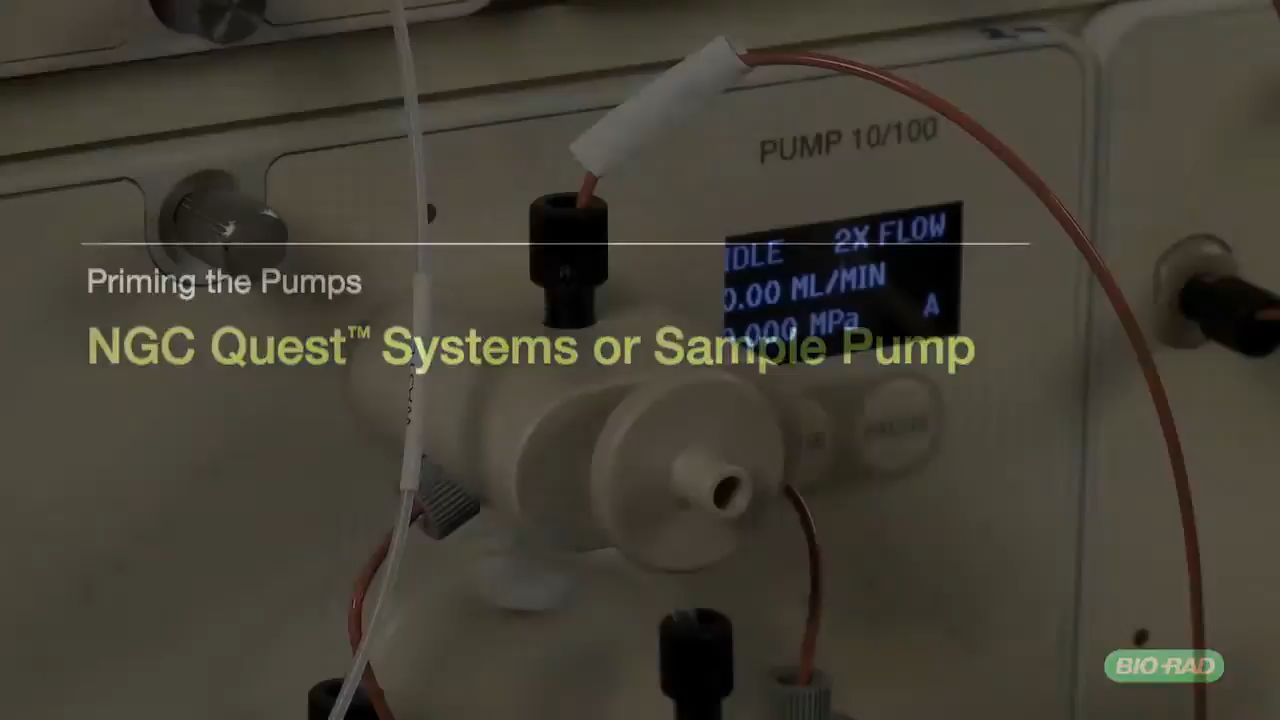 PUMP 10/100
IDLE 2X FLOW
0.00 ML/MIN
0.000 MPa A
Priming the Pumps
NGC Quest™ Systems or Sample Pump
BIO-RAD